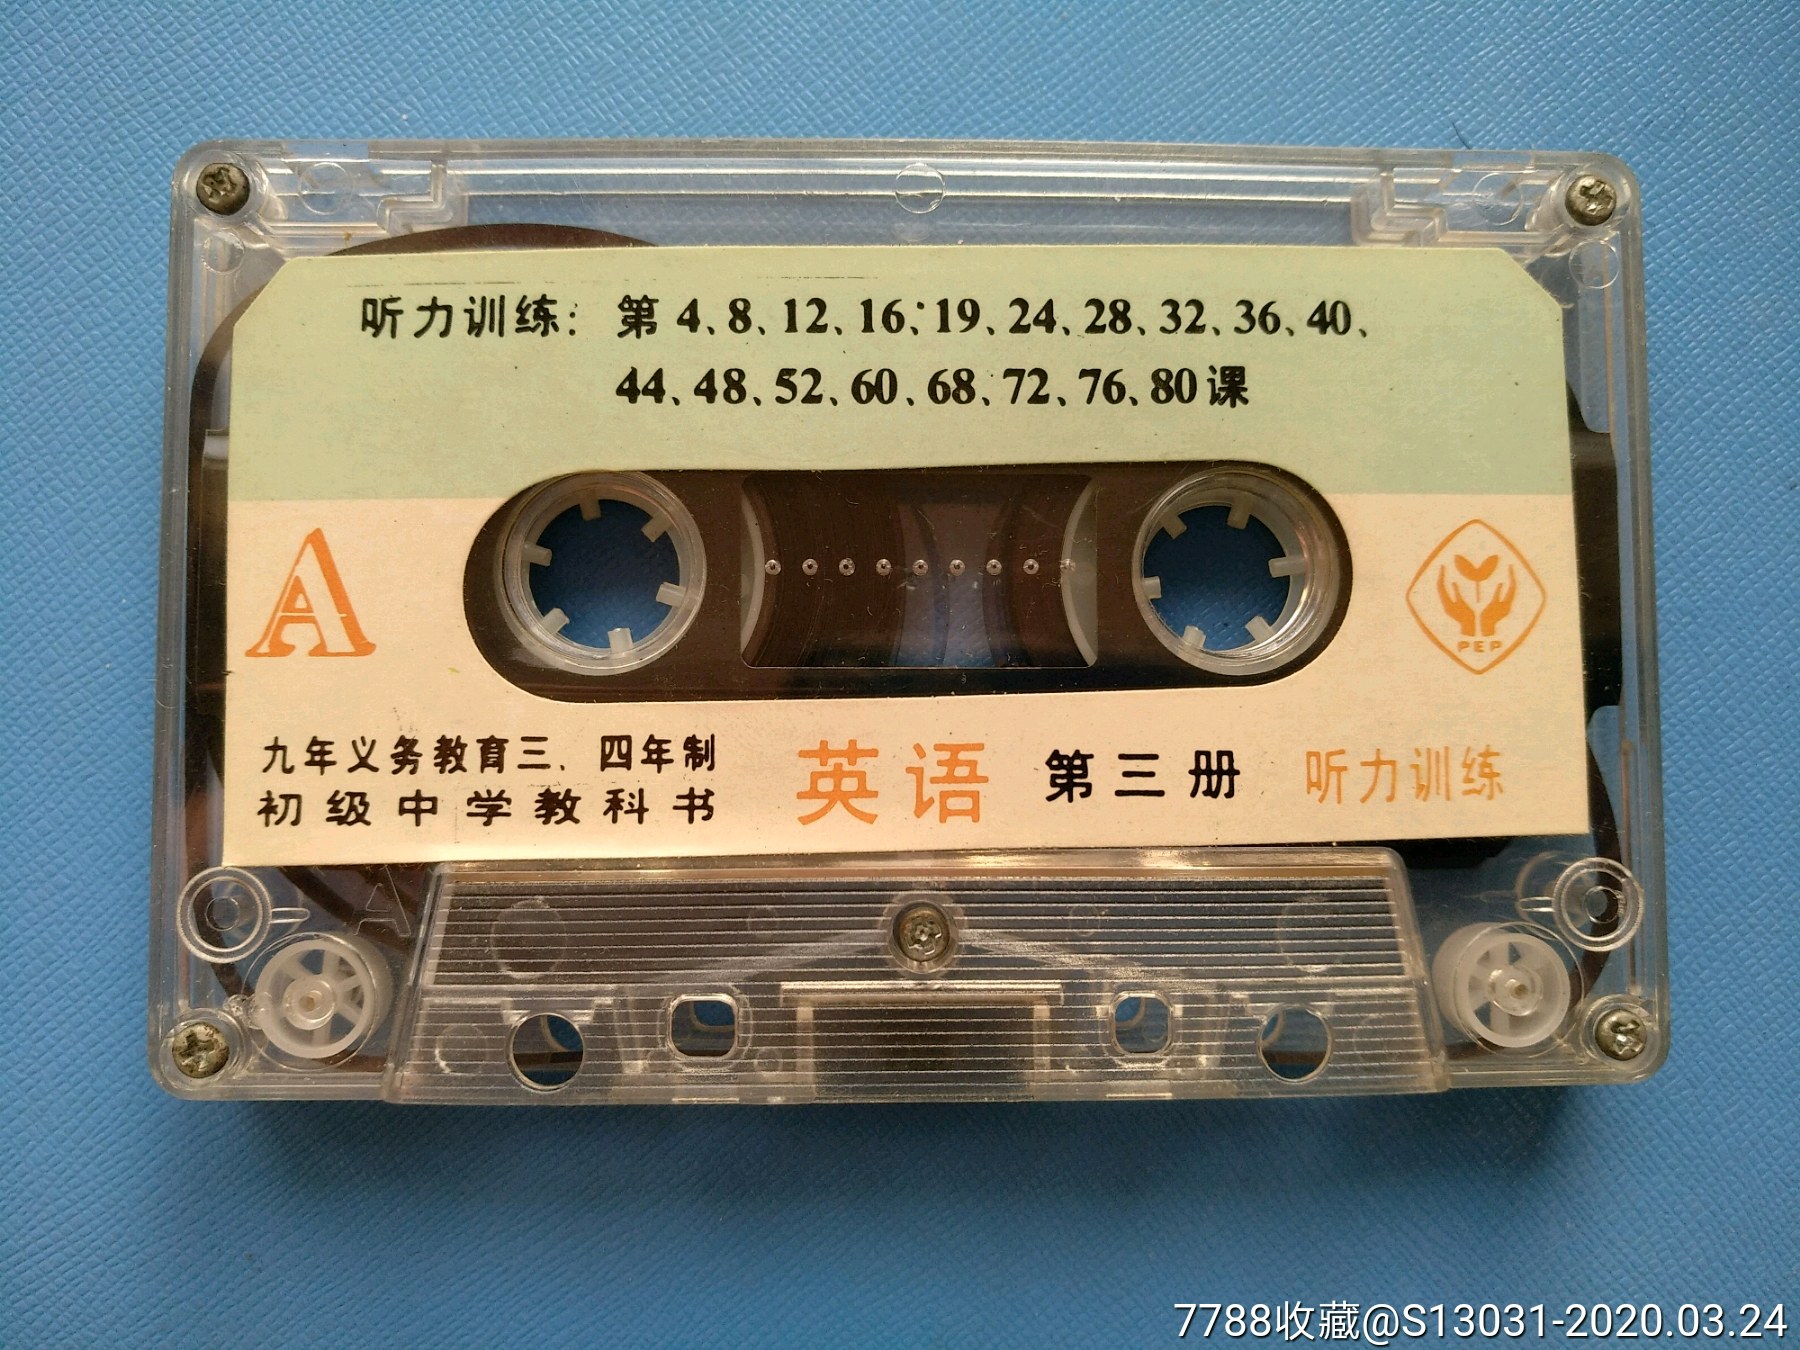 听力训练：第4、8、12、16、19、24、28、32、36、40、
44、48、52、60、68、72、76、80课
A
PEP
九年义务教育三、四年制
初级中学教科书
英语 第三册 听力训练
A
7788收藏@S13031-2020.03.24